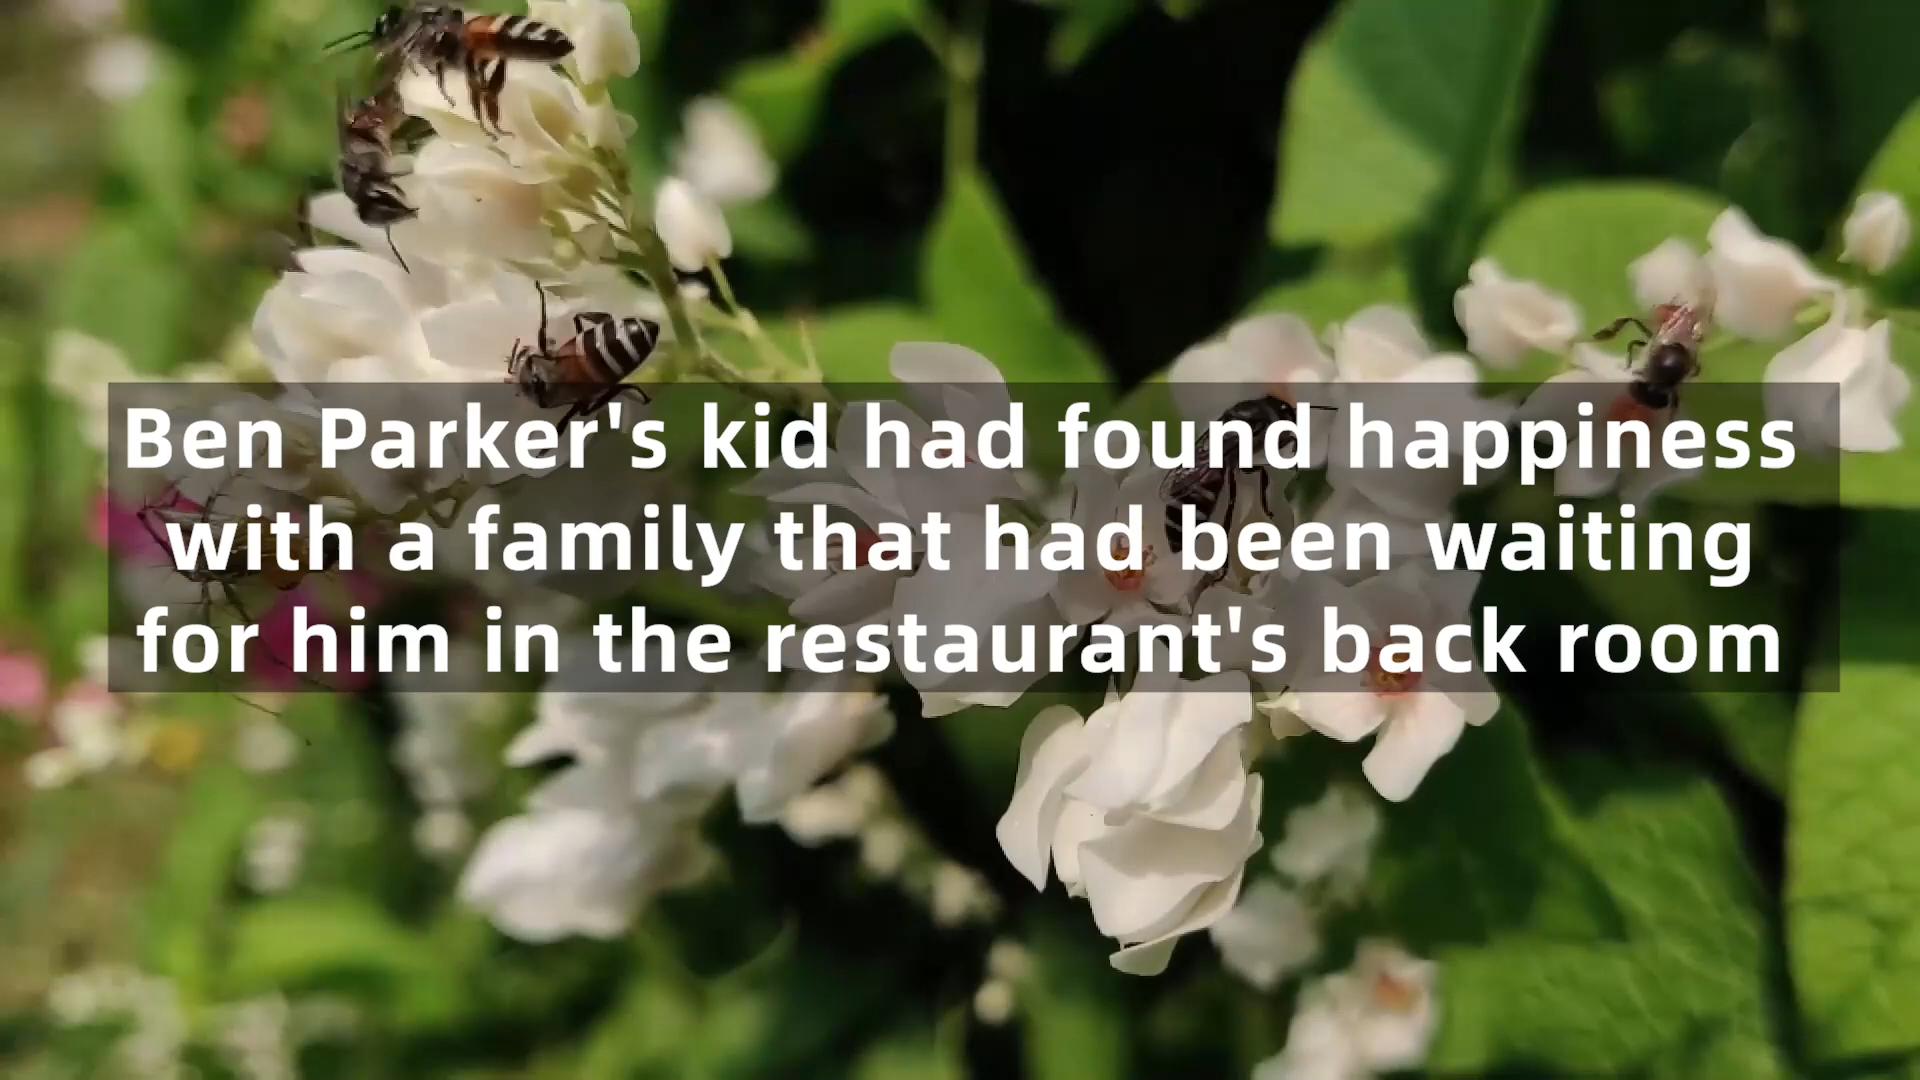 Ben Parker's kid had found happiness
with a family that had been waiting
for him in the restaurant's back room